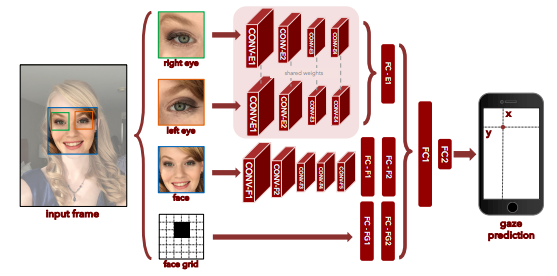 input frame
right eye
left eye
face
face grid
CONV-E1
CONV-E2
CONV-E3
CONV-E4
shared weights
CONV-E1
CONV-E2
CONV-E3
CONV-E4
FC - E1
CONV-F1
CONV-F2
CONV-F3
CONV-F4
FC - F1
FC - F2
FC - FG1
FC - FG2
FC1
FC2
x
y
gaze
prediction